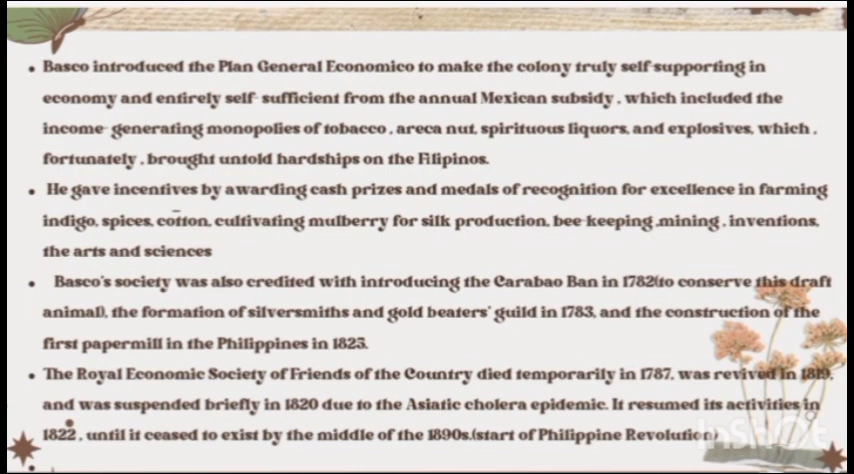 • Basco introduced the Plan General Economico to make the colony truly self-supporting in
economy and entirely self- sufficient from the annual Mexican subsidy , which included the
income- generating monopolies of tobacco , areca nut, spirituous liquors, and explosives, which ,
fortunately , brought untold hardships on the Filipinos.
• He gave incentives by awarding cash prizes and medals of recognition for excellence in farming
indigo, spices, cotton, cultivating mulberry for silk production, bee-keeping ,mining , inventions,
the arts and sciences
• Basco's society was also credited with introducing the Carabao Ban in 1782(to conserve this draft
animal), the formation of silversmiths and gold beaters' guild in 1783, and the construction of the
first papermill in the Philippines in 1825.
• The Royal Economic Society of Friends of the Country died temporarily in 1787, was revived in 1819,
and was suspended briefly in 1820 due to the Asiatic cholera epidemic. It resumed its activities in
1822 , until it ceased to exist by the middle of the 1890s.(start of Philippine Revolution)
InShOt